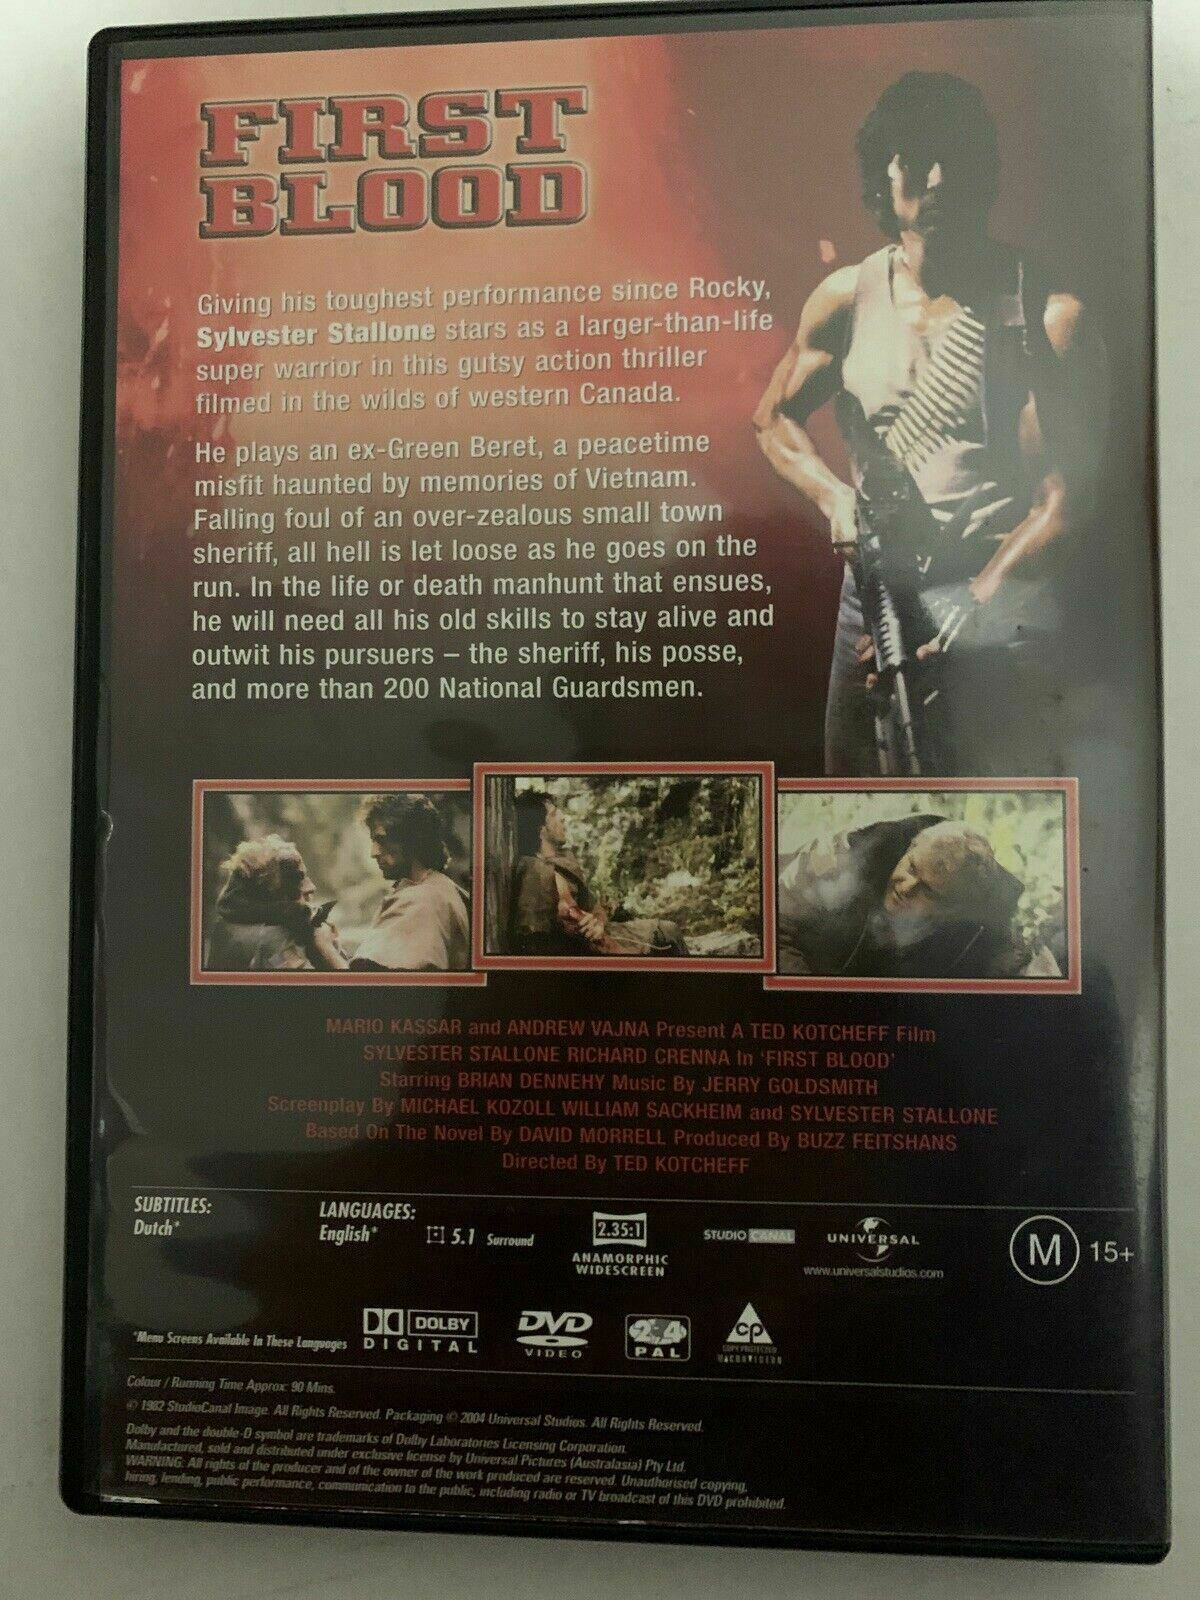 FIRST
BLOOD
Giving his toughest performance since Rocky,
Sylvester Stallone stars as a larger-than-life
super warrior in this gutsy action thriller
filmed in the wilds of western Canada.
He plays an ex-Green Beret, a peacetime
misfit haunted by memories of Vietnam.
Falling foul of an over-zealous small town
sheriff, all hell is let loose as he goes on the
run. In the life or death manhunt that ensues,
he will need all his old skills to stay alive and
outwit his pursuers – the sheriff, his posse,
and more than 200 National Guardsmen.
MARIO KASSAR and ANDREW VAJNA Present A TED KOTCHEFF Film
SYLVESTER STALLONE RICHARD CRENNA In 'FIRST BLOOD'
Starring BRIAN DENNEHY Music By JERRY GOLDSMITH
Screenplay By MICHAEL KOZOLL WILLIAM SACKHEIM and SYLVESTER STALLONE
Based On The Novel By DAVID MORRELL Produced By BUZZ FEITSHANS
Directed By TED KOTCHEFF
SUBTITLES:
Dutch*
LANGUAGES:
English*
5.1 Surround
2.35:1
ANAMORPHIC
WIDESCREEN
STUDIO CANAL
UNIVERSAL
www.universalstudios.com
M 15+
*Menu Screens Available In These Languages
DOLBY
DIGITAL
DVD
VIDEO
2 4
PAL
CP
COPY PROTECTED
MACROVISION
Colour / Running Time Approx: 90 Mins.
© 1982 StudioCanal Image. All Rights Reserved. Packaging © 2004 Universal Studios. All Rights Reserved.
Dolby and the double-D symbol are trademarks of Dolby Laboratories Licensing Corporation.
Manufactured, sold and distributed under exclusive license by Universal Pictures (Australasia) Pty Ltd.
WARNING: All rights of the producer and of the owner of the work produced are reserved. Unauthorised copying,
hiring, lending, public performance, communication to the public, including radio or TV broadcast of this DVD prohibited.